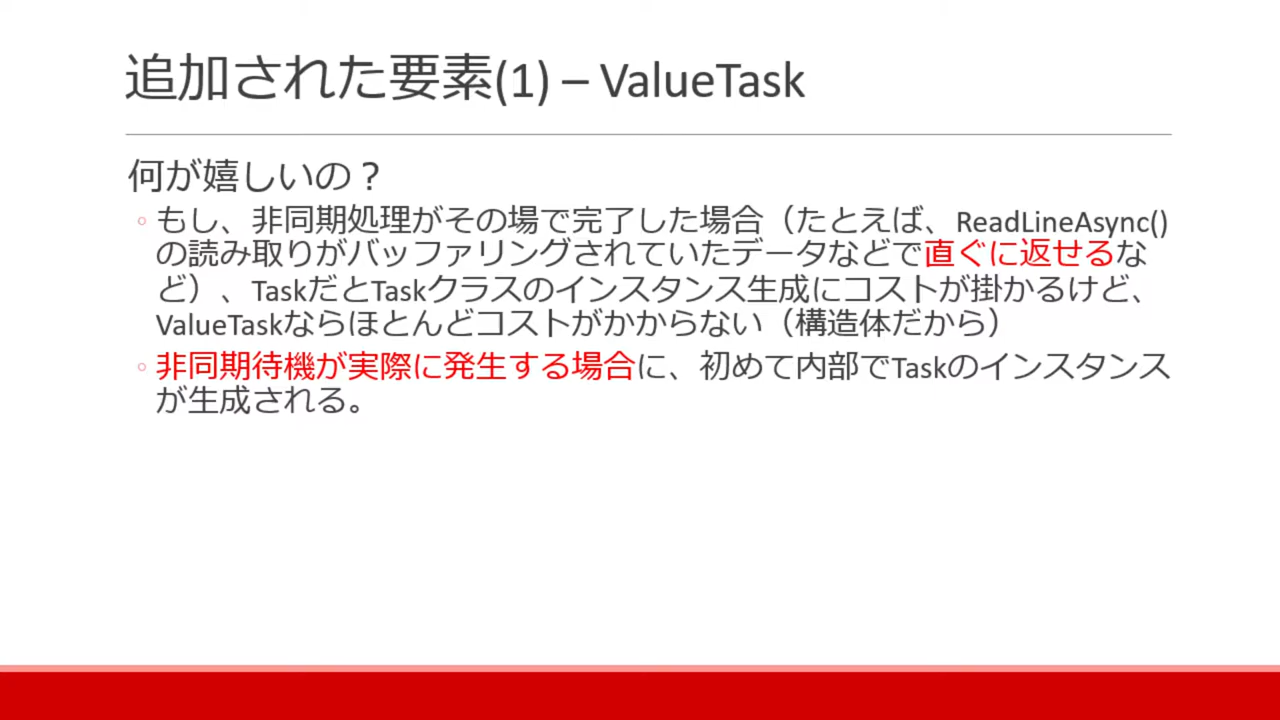 追加された要素(1) – ValueTask
何が嬉しいの？
◦ もし、非同期処理がその場で完了した場合（たとえば、ReadLineAsync()
の読み取りがバッファリングされていたデータなどで直ぐに返せるな
ど）、TaskだとTaskクラスのインスタンス生成にコストが掛かるけど、
ValueTaskならほとんどコストがかからない（構造体だから）
◦ 非同期待機が実際に発生する場合に、初めて内部でTaskのインスタンス
が生成される。